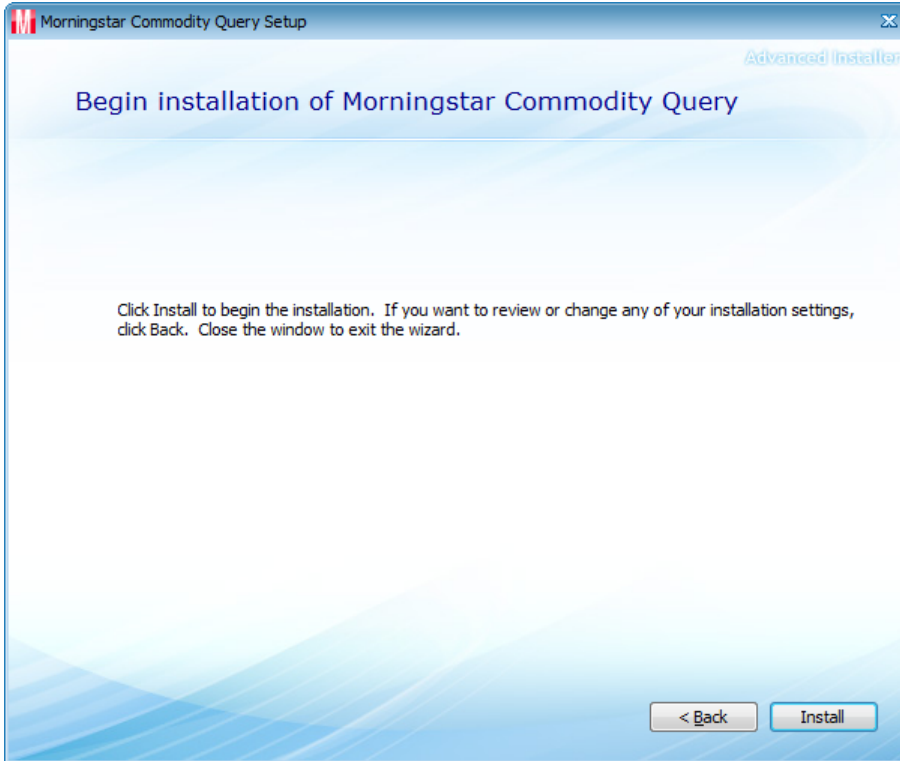 Morningstar Commodity Query Setup
Advanced Installer
Begin installation of Morningstar Commodity Query
Click Install to begin the installation.  If you want to review or change any of your installation settings,
click Back.  Close the window to exit the wizard.
< Back
Install